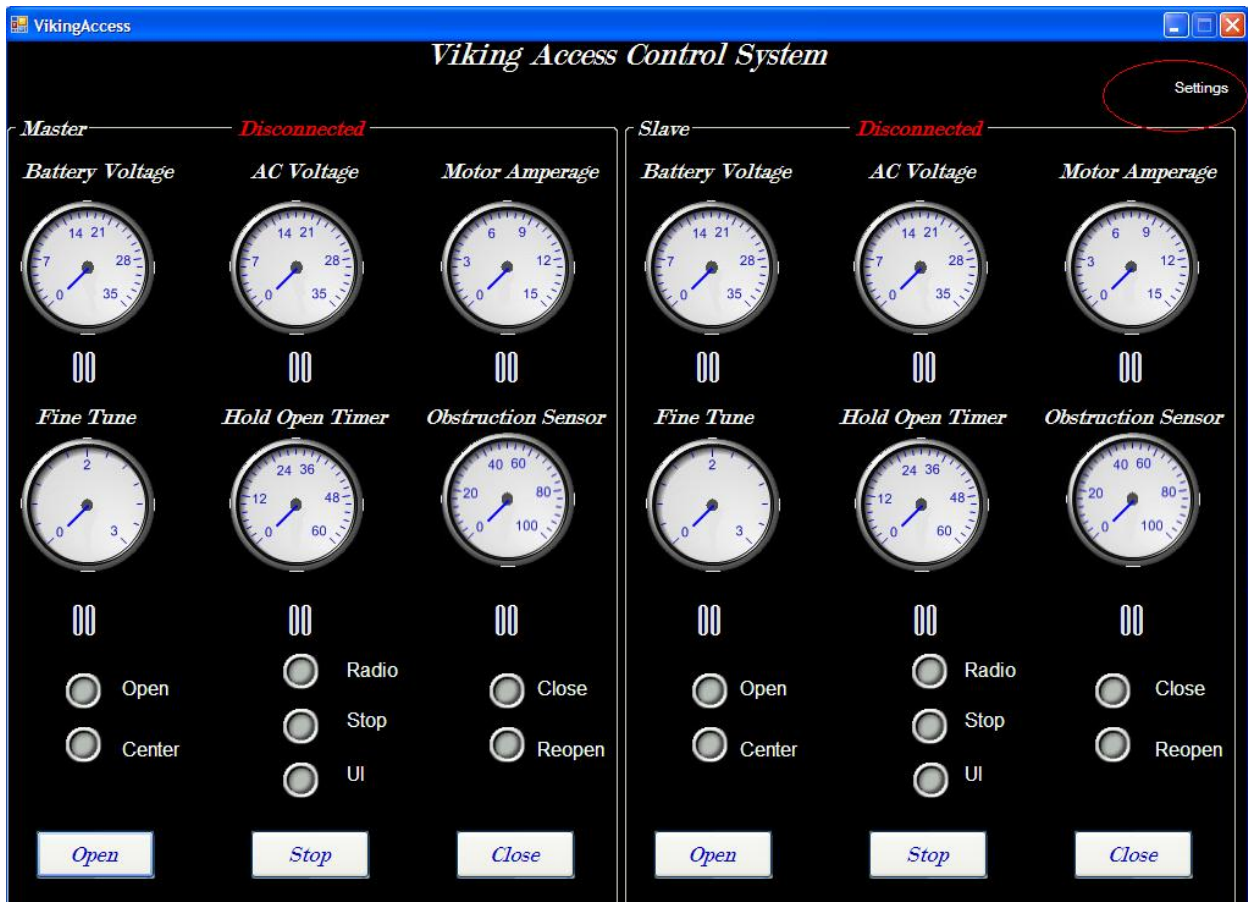 VikingAccess
Viking Access Control System
Settings
Master Disconnected
Battery Voltage AC Voltage Motor Amperage
0 7 14 21 28 35
0 7 14 21 28 35
0 3 6 9 12 15
00 00 00
Fine Tune Hold Open Timer Obstruction Sensor
0 2 3
0 12 24 36 48 60
0 20 40 60 80 100
00 00 00
Open Radio Close
Center Stop Reopen
UI
Open Stop Close
Slave Disconnected
Battery Voltage AC Voltage Motor Amperage
0 7 14 21 28 35
0 7 14 21 28 35
0 3 6 9 12 15
00 00 00
Fine Tune Hold Open Timer Obstruction Sensor
0 2 3
0 12 24 36 48 60
0 20 40 60 80 100
00 00 00
Open Radio Close
Center Stop Reopen
UI
Open Stop Close